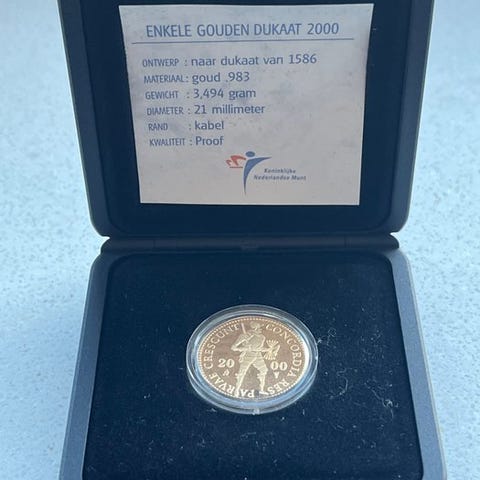 ENKELE GOUDEN DUKAAT 2000
ONTWERP : naar dukaat van 1586
MATERIAAL : goud .983
GEWICHT : 3,494 gram
DIAMETER : 21 millimeter
RAND : kabel
KWALITEIT : Proof
Koninklijke
Nederlandse Munt
CONCORDIA RES PARVAE CRESCUNT
20 00